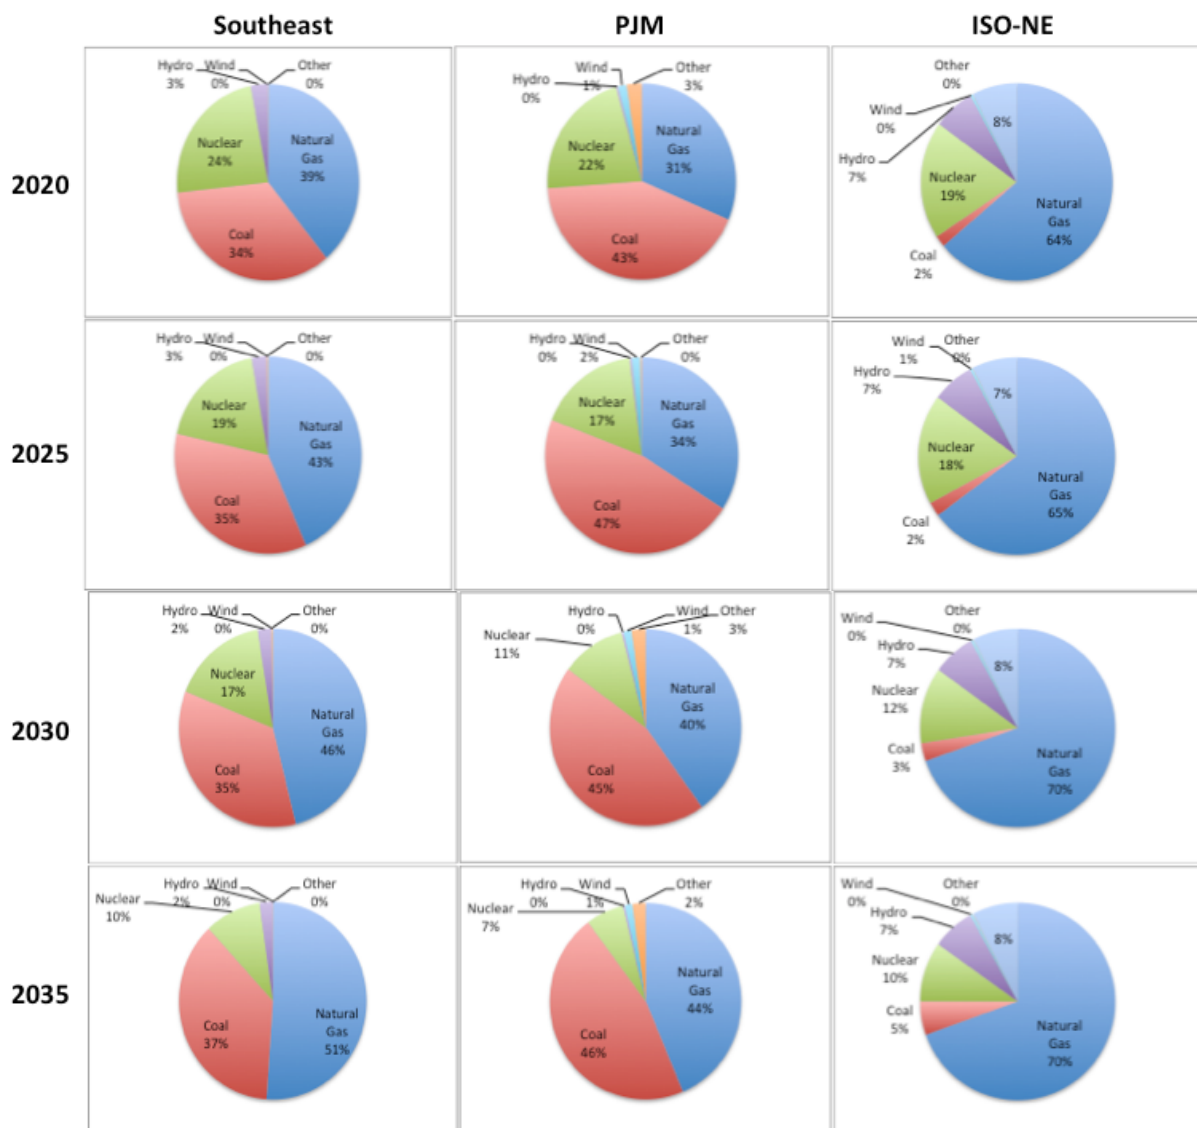 Southeast
PJM
ISO-NE
2020
Hydro
3%
Wind
0%
Other
0%
Nuclear
24%
Natural
Gas
39%
Coal
34%
Hydro
0%
Wind
1%
Other
3%
Nuclear
22%
Natural
Gas
31%
Coal
43%
Other
0%
Wind
0%
8%
Hydro
7%
Nuclear
19%
Natural
Gas
64%
Coal
2%
2025
Hydro
3%
Wind
0%
Other
0%
Nuclear
19%
Natural
Gas
43%
Coal
35%
Hydro
0%
Wind
2%
Other
0%
Nuclear
17%
Natural
Gas
34%
Coal
47%
Wind
1%
Other
0%
Hydro
7%
7%
Nuclear
18%
Natural
Gas
65%
Coal
2%
2030
Hydro
2%
Wind
0%
Other
0%
Nuclear
17%
Natural
Gas
46%
Coal
35%
Hydro
0%
Wind
1%
Other
3%
Nuclear
11%
Natural
Gas
40%
Coal
45%
Wind
0%
Other
0%
Hydro
7%
8%
Nuclear
12%
Coal
3%
Natural
Gas
70%
2035
Hydro
2%
Wind
0%
Other
0%
Nuclear
10%
Coal
37%
Natural
Gas
51%
Hydro
0%
Wind
1%
Other
2%
Nuclear
7%
Natural
Gas
44%
Coal
46%
Wind
0%
Other
0%
Hydro
7%
8%
Nuclear
10%
Coal
5%
Natural
Gas
70%